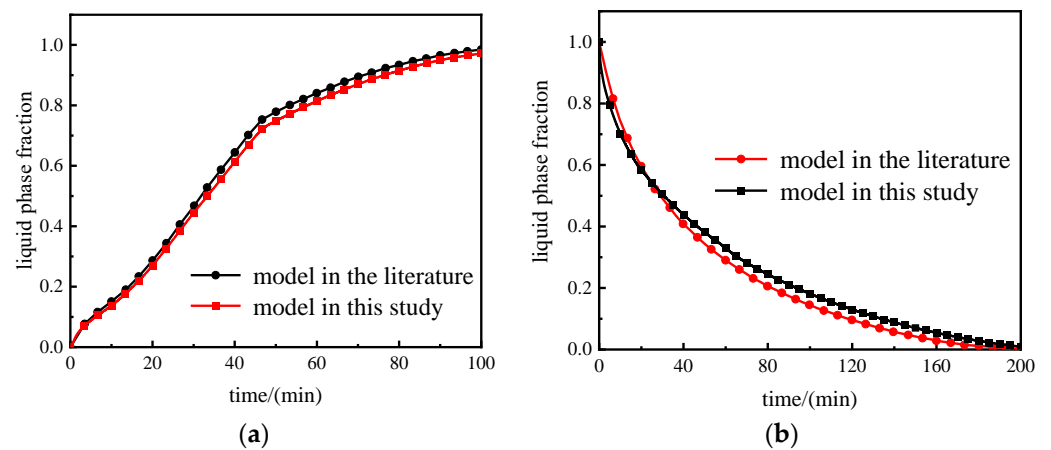 1.0
0.8
0.6
0.4
0.2
0.0
liquid phase fraction
model in the literature
model in this study
0 20 40 60 80 100
time/(min)
(a)
1.0
0.8
0.6
0.4
0.2
0.0
liquid phase fraction
model in the literature
model in this study
0 40 80 120 160 200
time/(min)
(b)